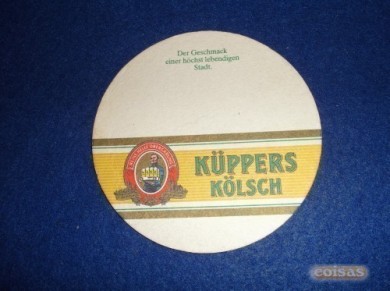 Der Geschmack
einer höchst lebendigen
Stadt.
KÜPPERS
KÖLSCH
coisas